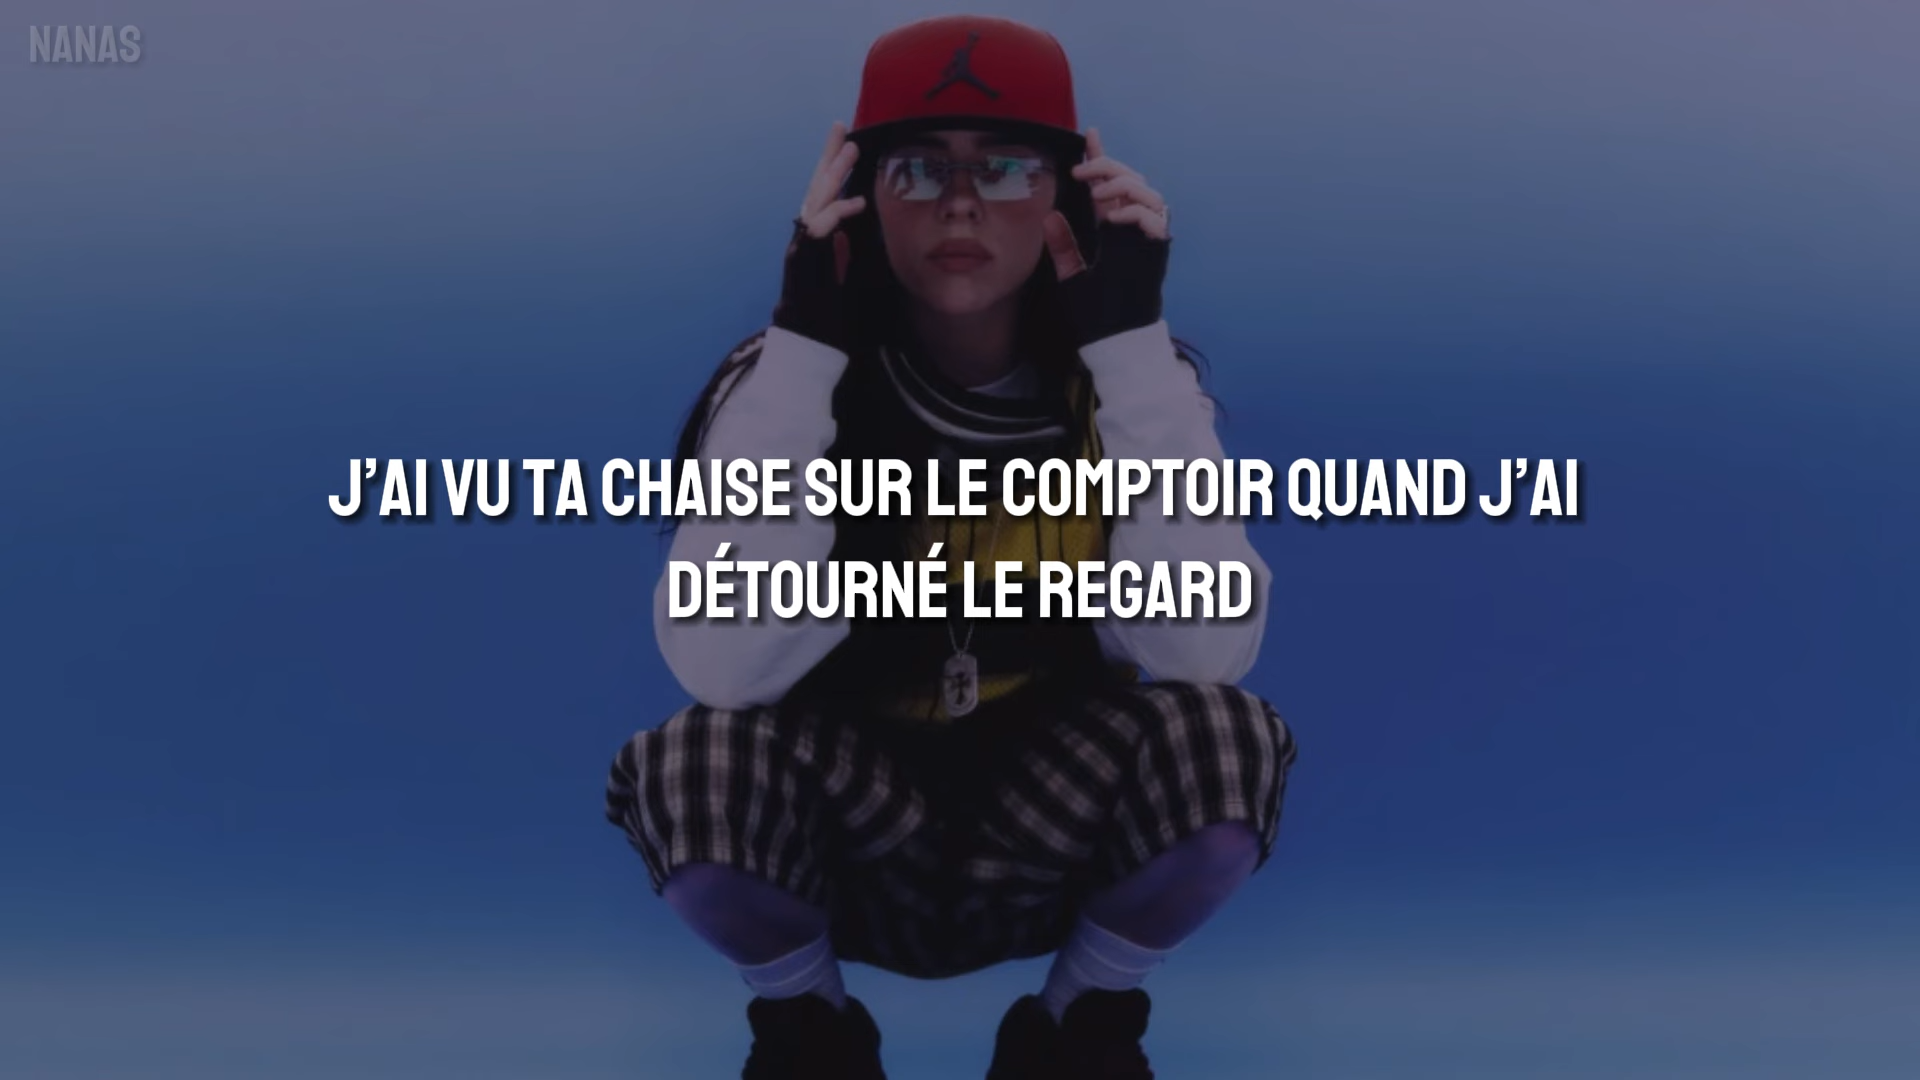 NANAS
J’AI VU TA CHAISE SUR LE COMPTOIR QUAND J’AI
DÉTOURNÉ LE REGARD